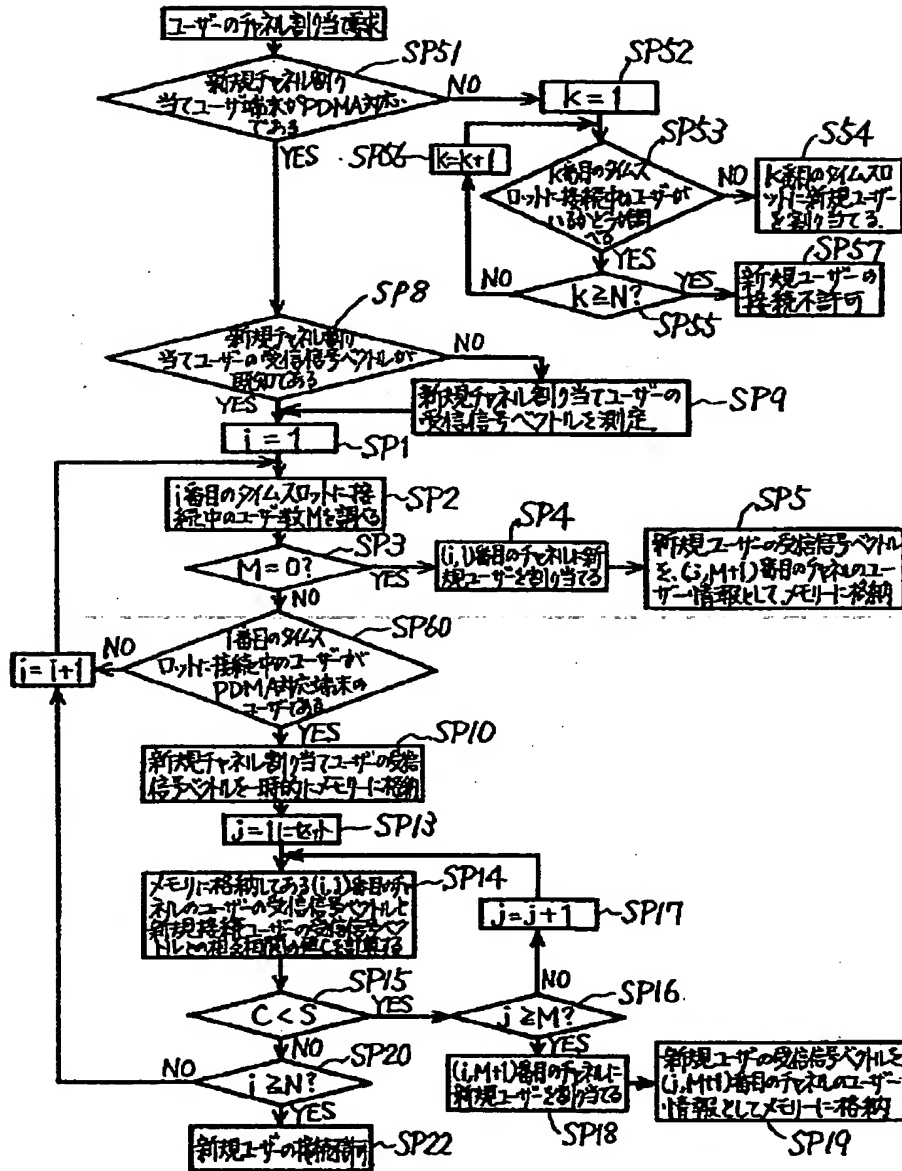 ユーザーのチャネル割り当て要求
SP51
新規チャネル割り
当てユーザ端末がPDMA対応
である
NO
YES
SP52
k=1
SP56
k=k+1
SP53
k番目のタイムス
ロットに接続中のユーザーが
いるかどうか調
べる
NO
YES
S54
k番目のタイムスロ
ットに新規ユーザー
を割り当てる.
k≧N?
NO
YES
SP55
SP57
新規ユーザーの
接続不許可
SP8
新規チャネル割り
当てユーザーの受信信号ベクトルが
既知である
NO
YES
新規チャネル割り当てユーザーの
受信信号ベクトルを測定.
SP9
i=1
SP1
i番目のタイムスロットに接
続中のユーザ数Mを調べる
SP2
M=0?
SP3
YES
NO
SP4
(i,1)番目のチャネルに新
規ユーザーを割り当てる
SP5
新規ユーザーの受信信号ベクトル
を、(i,M+1)番目のチャネルのユー
ザー情報として、メモリーに格納
SP60
i番目のタイムス
ロットに接続中のユーザーが
PDMA対応端末の
ユーザである
NO
YES
i=i+1
新規チャネル割り当てユーザーの受信
信号ベクトルを一時的にメモリーに格納
SP10
j=1にセット
SP13
メモリに格納してある(i,j)番目のチャ
ネルのユーザーの受信信号ベクトルと
新規接続ユーザーの受信信号ベク
トルとの相互相関の値Cを計算する
SP14
j=j+1
SP17
C<S
SP15
YES
NO
j≧M?
SP16
NO
YES
i≧N?
SP20
NO
YES
(i,M+1)番目のチャネルに
新規ユーザーを割り当てる
SP18
新規ユーザーの受信信号ベクトルを
(i,M+1)番目のチャネルのユーザー
情報としてメモリーに格納
SP19
新規ユーザーの接続
SP22